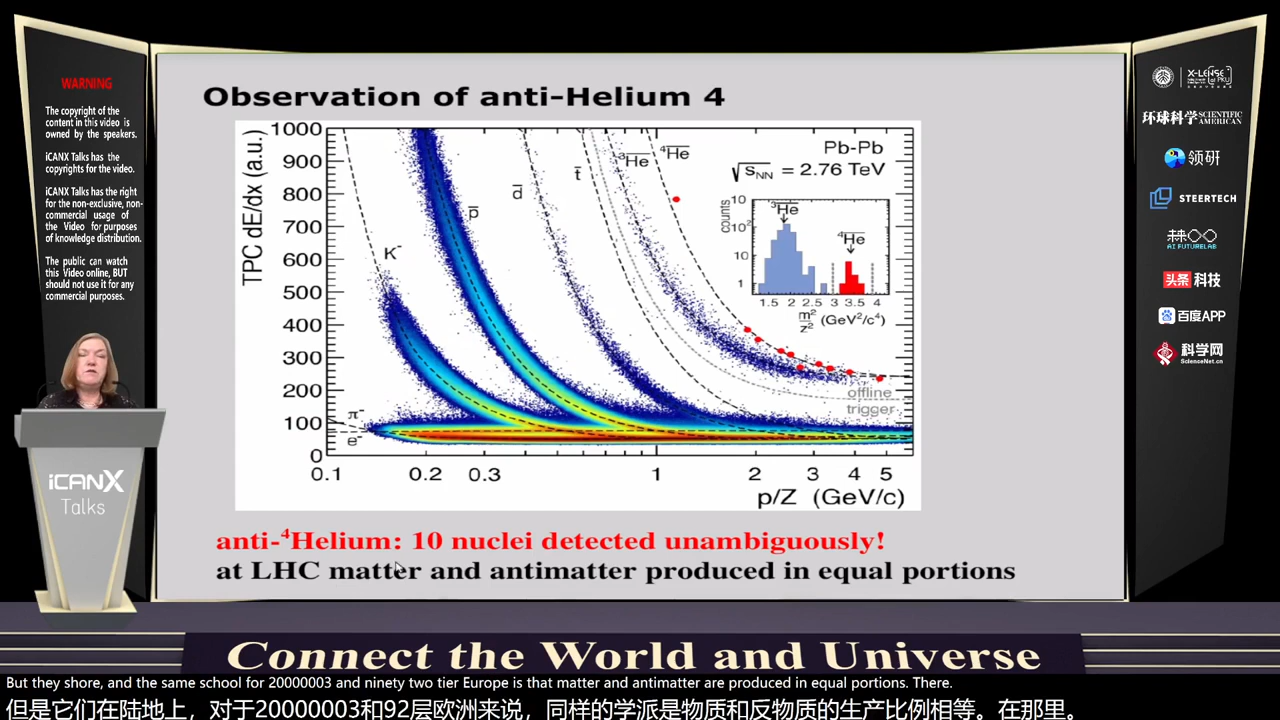 WARNING
The copyright of the
content in this video is
owned by the speakers.
iCANX Talks has the
copyrights for the video.
iCANX Talks has the right
for the non-exclusive, non-
commercial usage of
the Video for purposes
of knowledge distribution.
The public can watch
this Video online, BUT
should not use it for any
commercial purposes.
iCANX
Talks
Observation of anti-Helium 4
TPC dE/dx (a.u.)
1000
900
800
700
600
500
400
300
200
100
0
0.1 0.2 0.3 1 2 3 4 5
p/Z (GeV/c)
π⁻
e⁻
K⁻
p̅
d̅
t̅
³H̅e̅
⁴H̅e̅
Pb-Pb
√sNN = 2.76 TeV
counts
10
10²
10
1
³H̅e̅
⁴H̅e̅
1.5 2 2.5 3 3.5 4
m²/z² (GeV²/c⁴)
offline
trigger
anti-⁴Helium: 10 nuclei detected unambiguously!
at LHC matter and antimatter produced in equal portions
X-LENSE
环球科学 SCIENTIFIC AMERICAN
领研
STEERTECH
AI FUTURELAB
头条 科技
百度APP
科学网
ScienceNet.cn
Connect the World and Universe
But they shore, and the same school for 20000003 and ninety two tier Europe is that matter and antimatter are produced in equal portions. There.
但是它们在陆地上，对于20000003和92层欧洲来说，同样的学派是物质和反物质的生产比例相等。在那里。